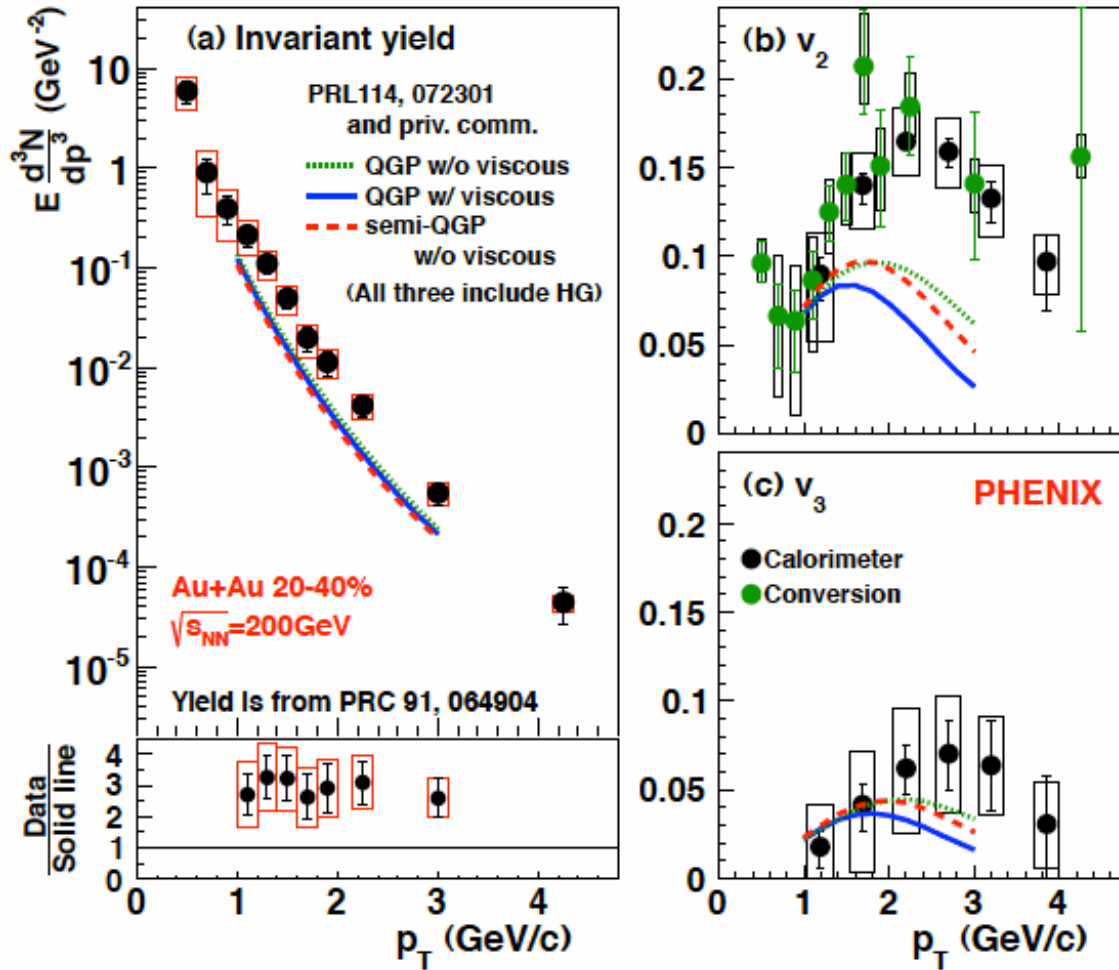 (a) Invariant yield
E d³N/dp³ (GeV⁻²)
PRL114, 072301
and priv. comm.
QGP w/o viscous
QGP w/ viscous
semi-QGP
w/o viscous
(All three include HG)
10
1
10⁻¹
10⁻²
10⁻³
10⁻⁴
10⁻⁵
Au+Au 20-40%
√sNN=200GeV
Yield is from PRC 91, 064904
Data
Solid line
4
3
2
1
0
0 1 2 3 4
pT (GeV/c)
(b) v₂
0.2
0.15
0.1
0.05
0
(c) v₃
PHENIX
Calorimeter
Conversion
0.2
0.15
0.1
0.05
0
0 1 2 3 4
pT (GeV/c)